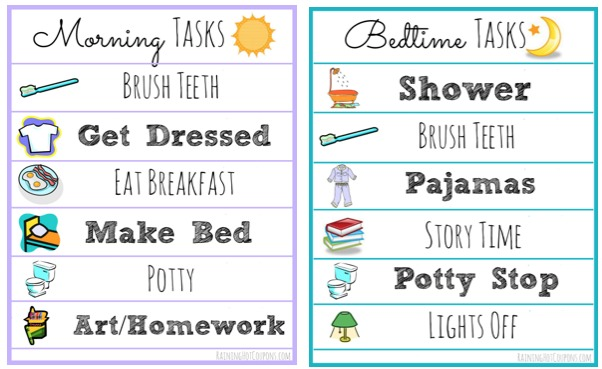 Morning TASKS
BRUSH TEETH
Get Dressed
EAT BREAKFAST
Make Bed
POTTY
Art/Homework
RAININGHOTCOUPONS.COM
Bedtime TASKS
Shower
BRUSH TEETH
Pajamas
STORY TIME
Potty Stop
LIGHTS OFF
RAININGHOTCOUPONS.COM